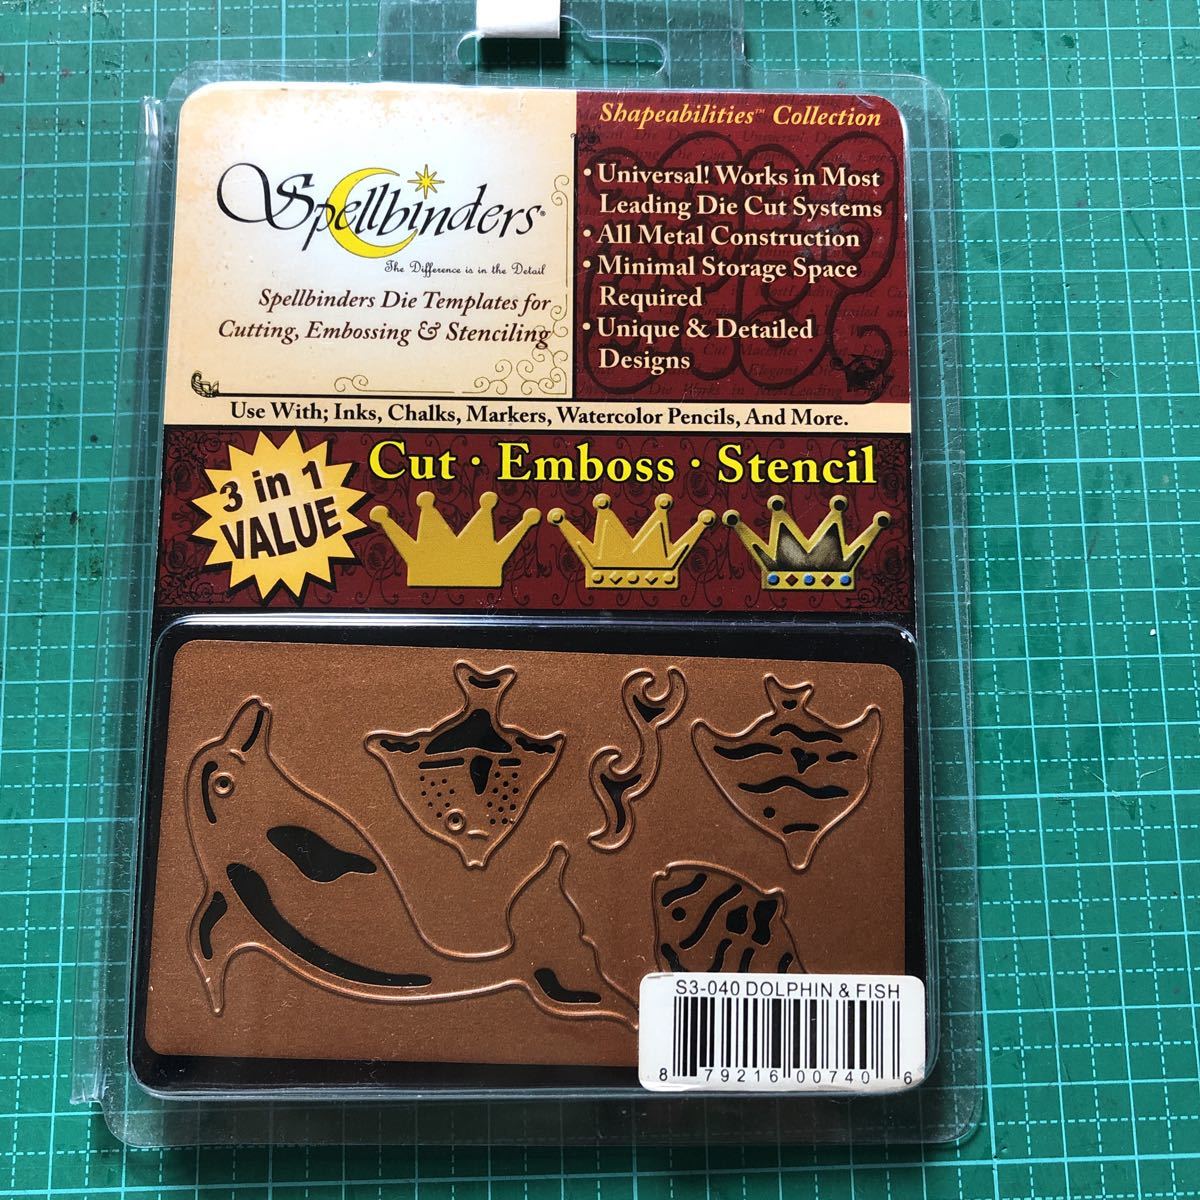 Shapeabilities™ Collection
Spellbinders®
The Difference is in the Detail
Spellbinders Die Templates for
Cutting, Embossing & Stenciling
• Universal! Works in Most
Leading Die Cut Systems
• All Metal Construction
• Minimal Storage Space
Required
• Unique & Detailed
Designs
Use With; Inks, Chalks, Markers, Watercolor Pencils, And More.
3 in 1
VALUE
Cut · Emboss · Stencil
S3-040 DOLPHIN & FISH
8 79216 00740 6